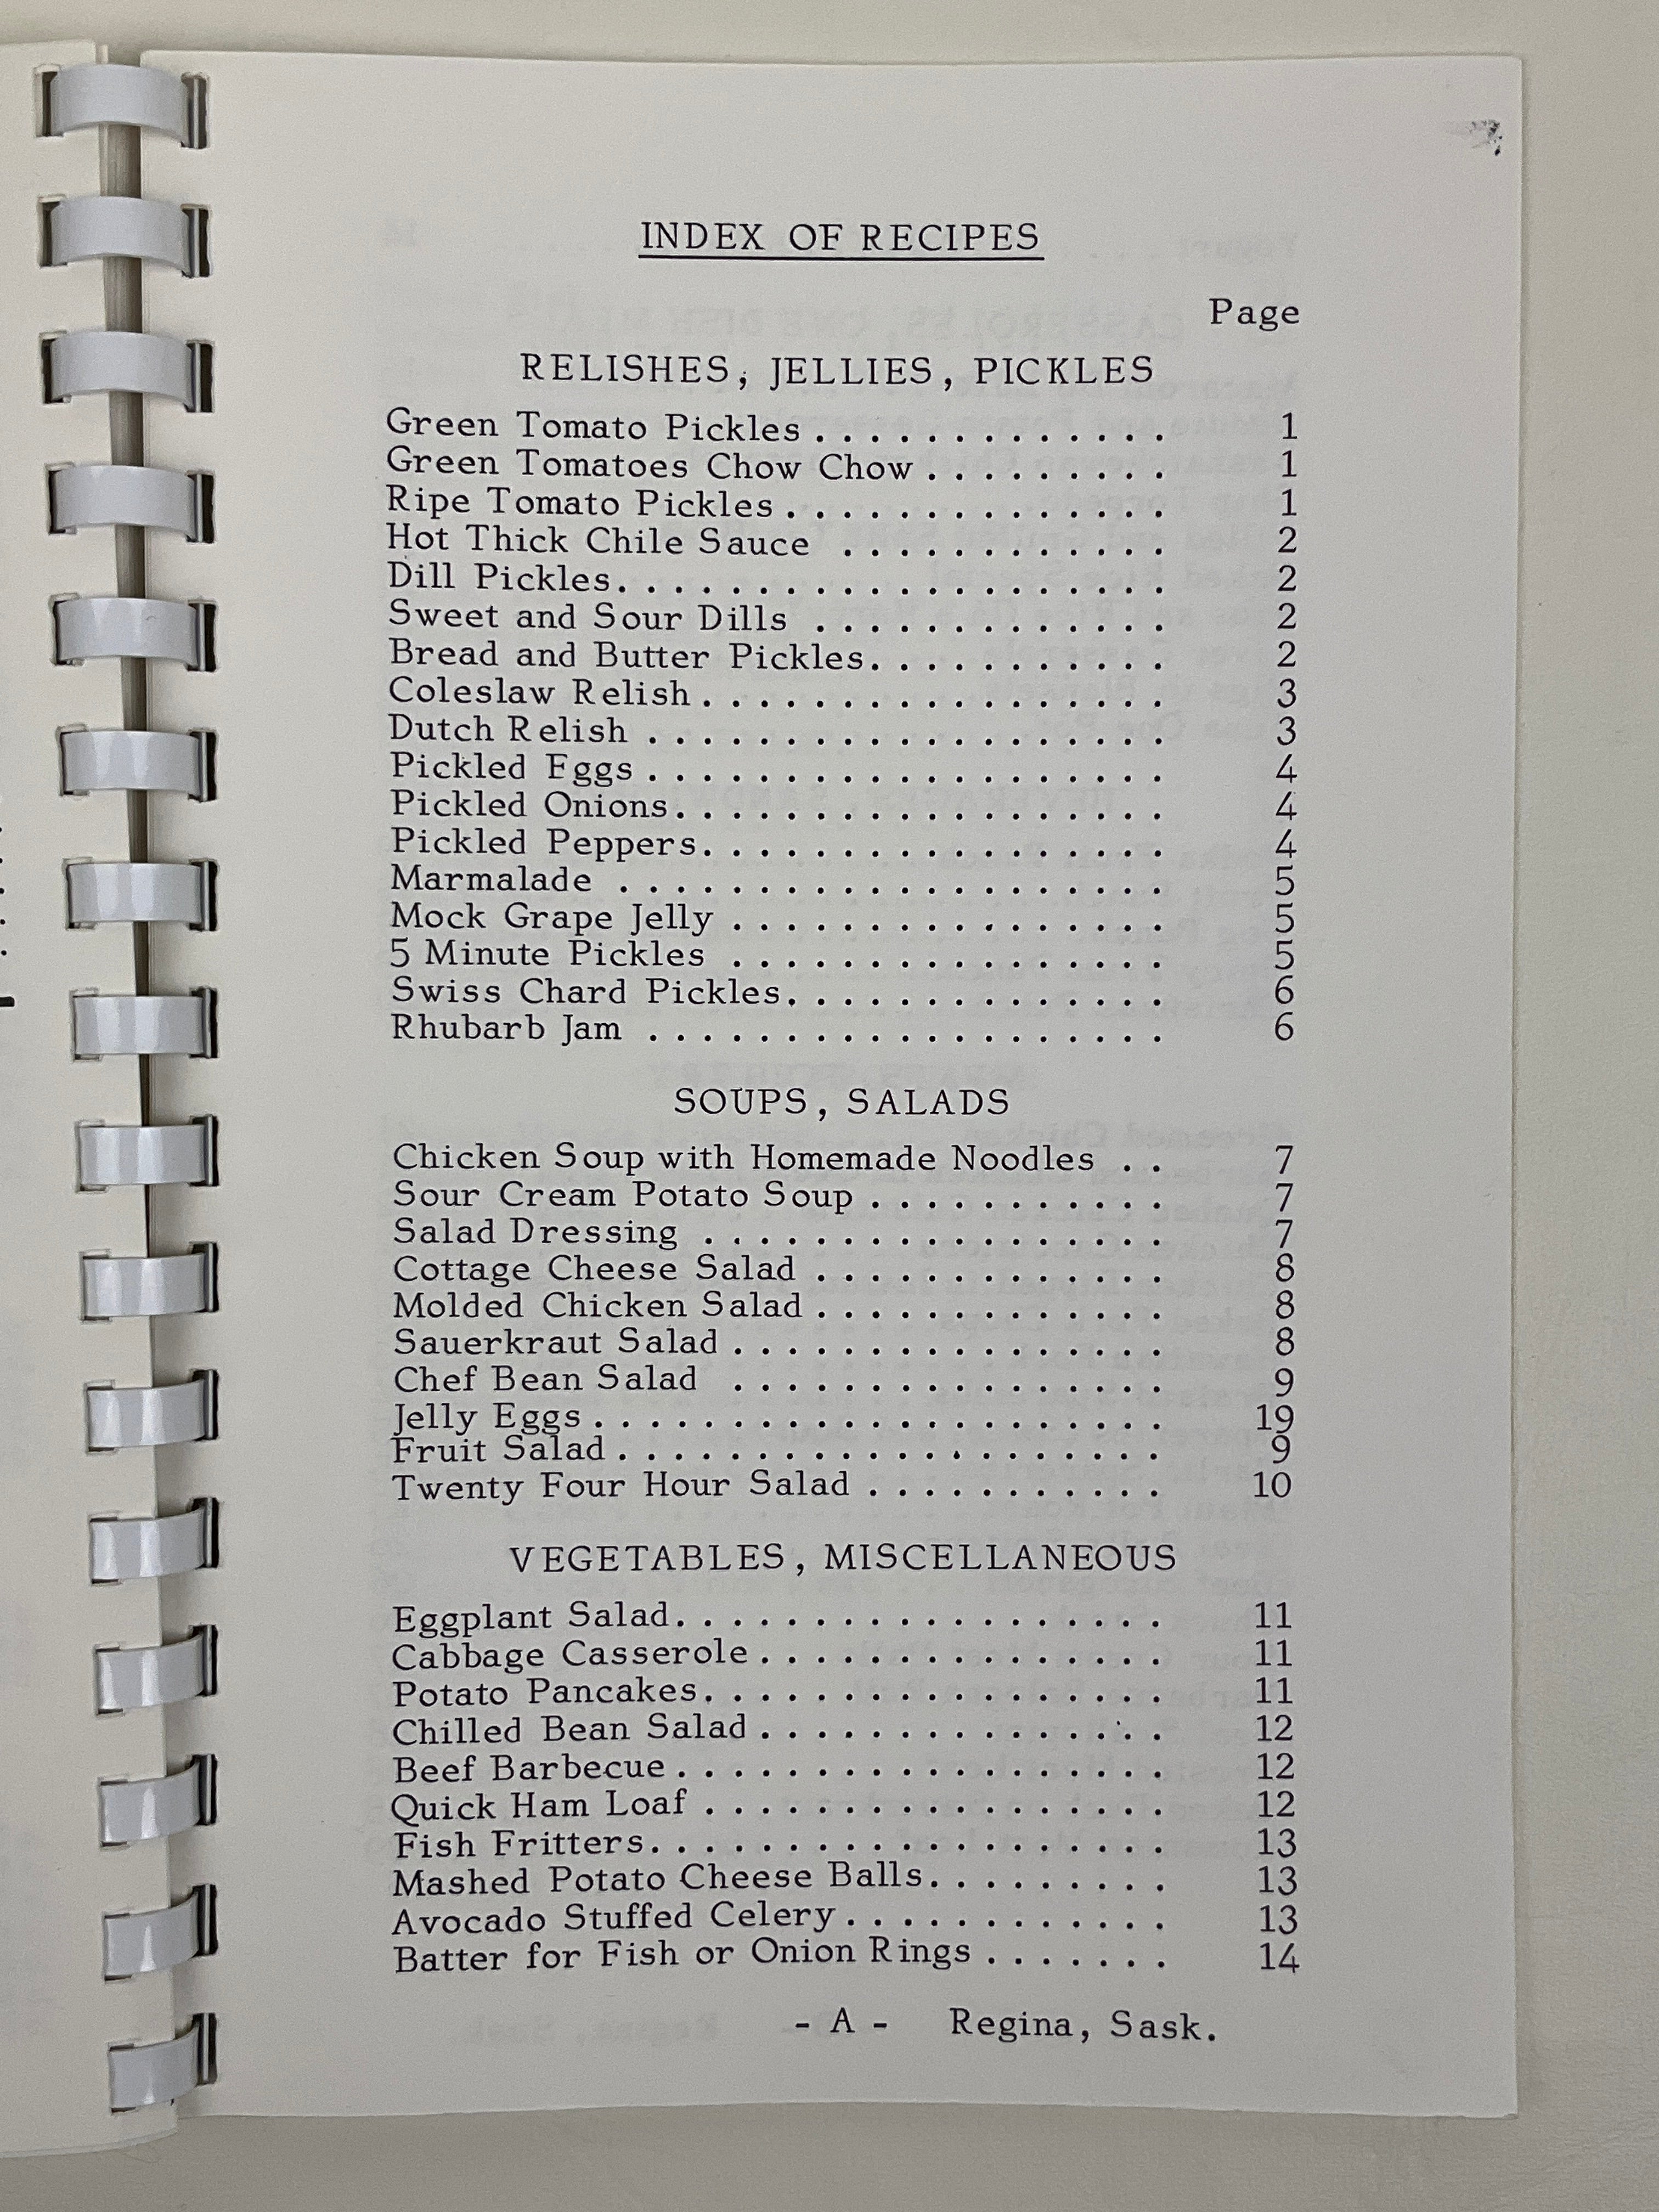 INDEX OF RECIPES
Page
RELISHES, JELLIES, PICKLES
Green Tomato Pickles . . . . . . . . . . . . . 1
Green Tomatoes Chow Chow . . . . . . . . . 1
Ripe Tomato Pickles . . . . . . . . . . . . . . 1
Hot Thick Chile Sauce . . . . . . . . . . . . 2
Dill Pickles. . . . . . . . . . . . . . . . . . . . 2
Sweet and Sour Dills . . . . . . . . . . . . . 2
Bread and Butter Pickles. . . . . . . . . . . 2
Coleslaw Relish . . . . . . . . . . . . . . . . . 3
Dutch Relish . . . . . . . . . . . . . . . . . . . 3
Pickled Eggs . . . . . . . . . . . . . . . . . . . 4
Pickled Onions. . . . . . . . . . . . . . . . . . 4
Pickled Peppers. . . . . . . . . . . . . . . . . 4
Marmalade . . . . . . . . . . . . . . . . . . . . 5
Mock Grape Jelly . . . . . . . . . . . . . . . . 5
5 Minute Pickles . . . . . . . . . . . . . . . . 5
Swiss Chard Pickles. . . . . . . . . . . . . . 6
Rhubarb Jam . . . . . . . . . . . . . . . . . . . 6
SOUPS, SALADS
Chicken Soup with Homemade Noodles . . 7
Sour Cream Potato Soup . . . . . . . . . . . 7
Salad Dressing . . . . . . . . . . . . . . . . . 7
Cottage Cheese Salad . . . . . . . . . . . . . 8
Molded Chicken Salad . . . . . . . . . . . . . 8
Sauerkraut Salad . . . . . . . . . . . . . . . . 8
Chef Bean Salad . . . . . . . . . . . . . . . . 9
Jelly Eggs . . . . . . . . . . . . . . . . . . . . . 19
Fruit Salad . . . . . . . . . . . . . . . . . . . . 9
Twenty Four Hour Salad . . . . . . . . . . . 10
VEGETABLES, MISCELLANEOUS
Eggplant Salad. . . . . . . . . . . . . . . . . . 11
Cabbage Casserole . . . . . . . . . . . . . . . 11
Potato Pancakes. . . . . . . . . . . . . . . . . 11
Chilled Bean Salad . . . . . . . . . . . . . . . 12
Beef Barbecue . . . . . . . . . . . . . . . . . . 12
Quick Ham Loaf . . . . . . . . . . . . . . . . . 12
Fish Fritters. . . . . . . . . . . . . . . . . . . 13
Mashed Potato Cheese Balls. . . . . . . . . 13
Avocado Stuffed Celery . . . . . . . . . . . . 13
Batter for Fish or Onion Rings . . . . . . . 14
- A - Regina, Sask.